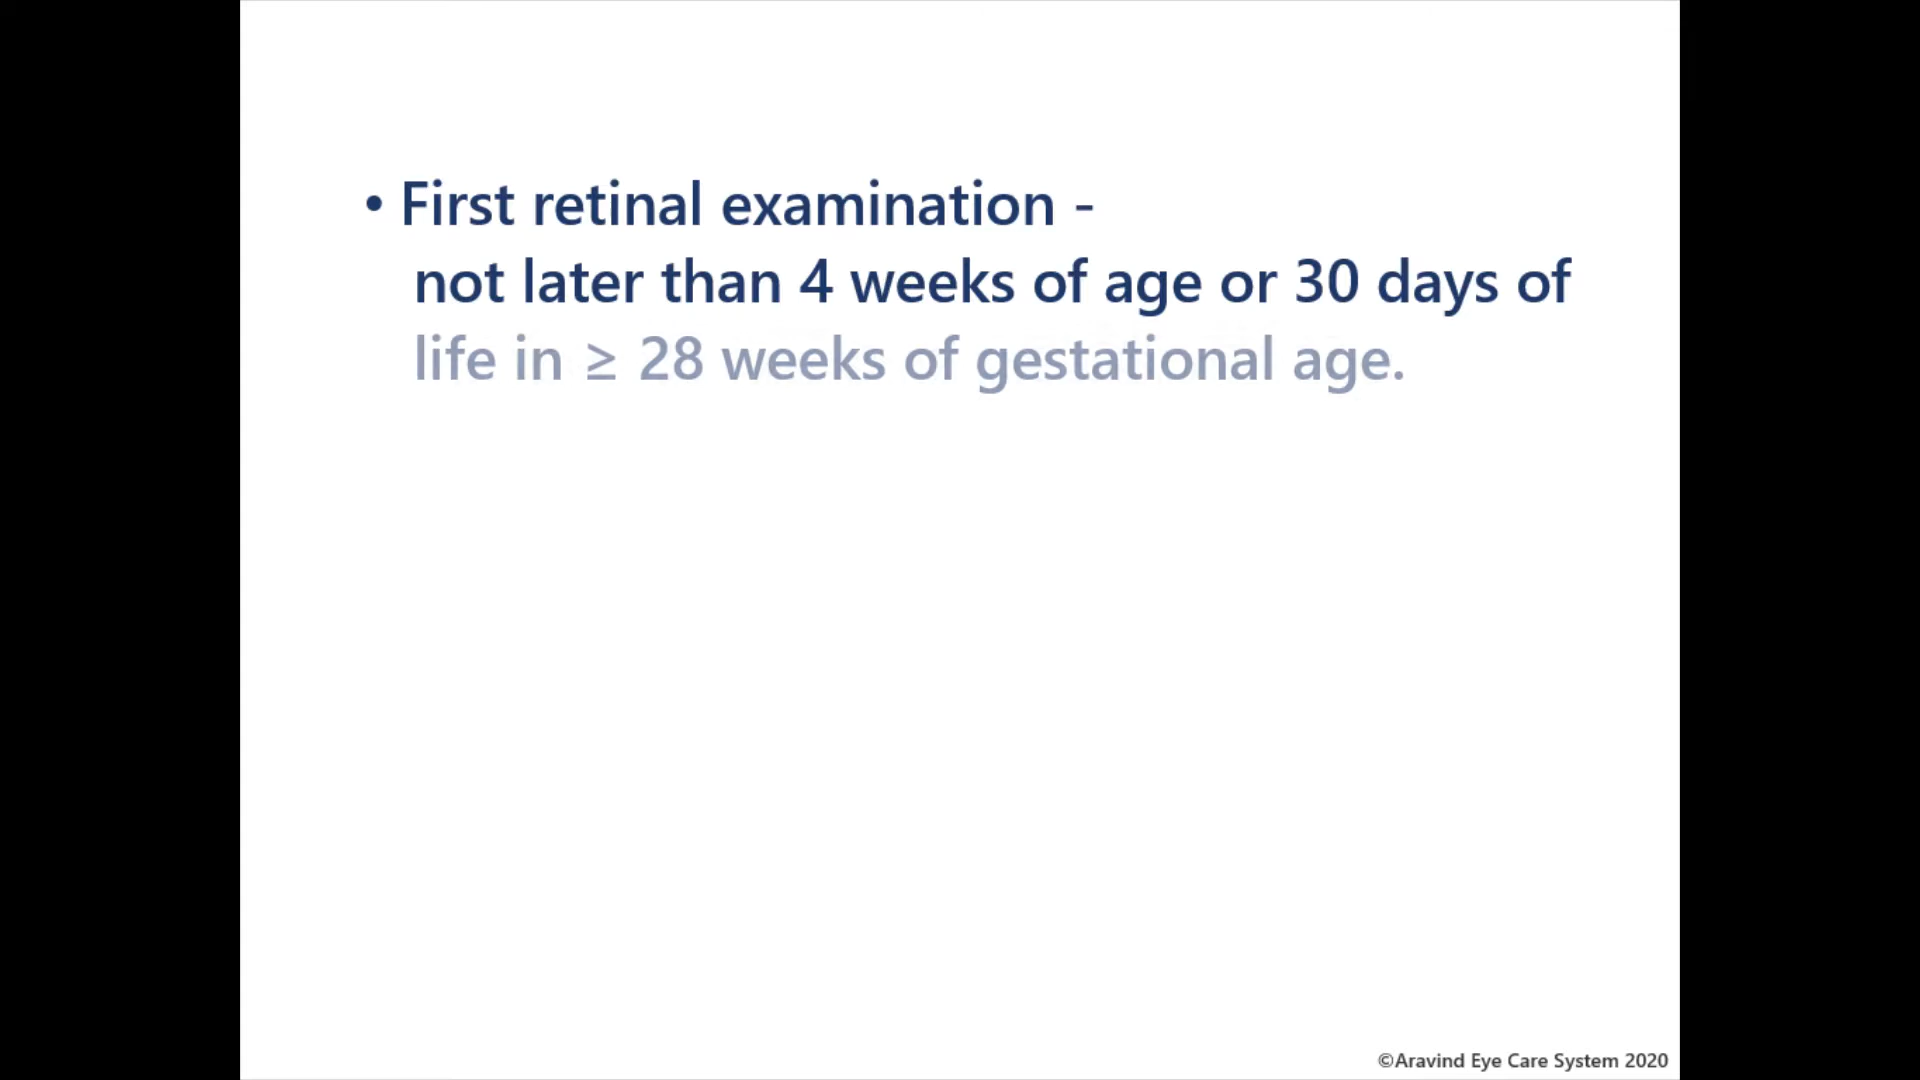 • First retinal examination -
not later than 4 weeks of age or 30 days of
life in ≥ 28 weeks of gestational age.
©Aravind Eye Care System 2020